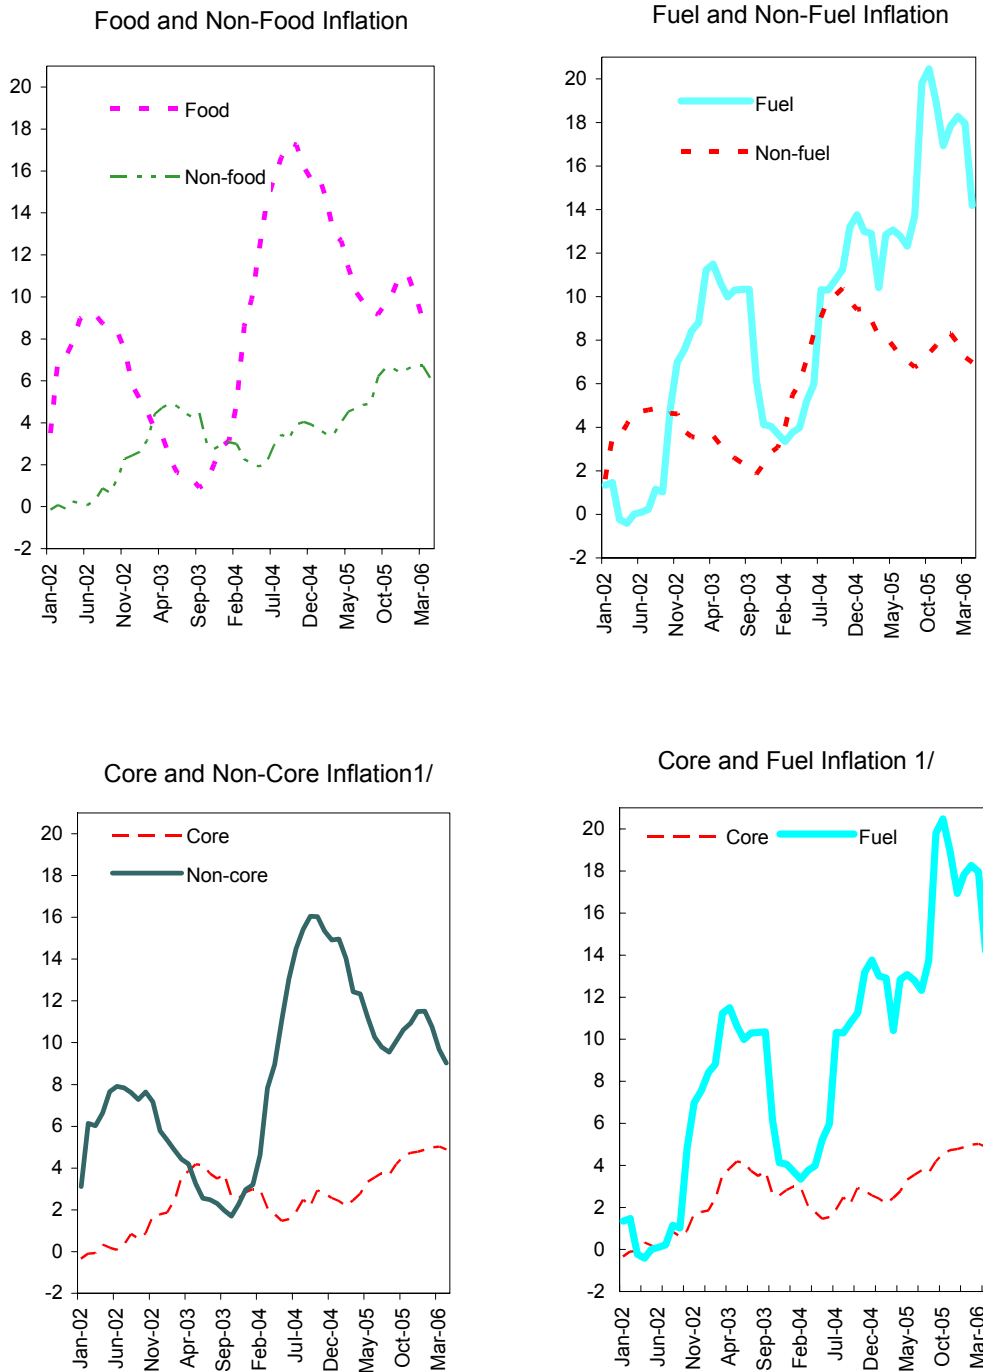 Food and Non-Food Inflation
20
18
16
14
12
10
8
6
4
2
0
-2
Food
Non-food
Jan-02
Jun-02
Nov-02
Apr-03
Sep-03
Feb-04
Jul-04
Dec-04
May-05
Oct-05
Mar-06
Fuel and Non-Fuel Inflation
20
18
16
14
12
10
8
6
4
2
0
-2
Fuel
Non-fuel
Jan-02
Jun-02
Nov-02
Apr-03
Sep-03
Feb-04
Jul-04
Dec-04
May-05
Oct-05
Mar-06
Core and Non-Core Inflation1/
20
18
16
14
12
10
8
6
4
2
0
-2
Core
Non-core
Jan-02
Jun-02
Nov-02
Apr-03
Sep-03
Feb-04
Jul-04
Dec-04
May-05
Oct-05
Mar-06
Core and Fuel Inflation 1/
20
18
16
14
12
10
8
6
4
2
0
-2
Core Fuel
Jan-02
Jun-02
Nov-02
Apr-03
Sep-03
Feb-04
Jul-04
Dec-04
May-05
Oct-05
Mar-06